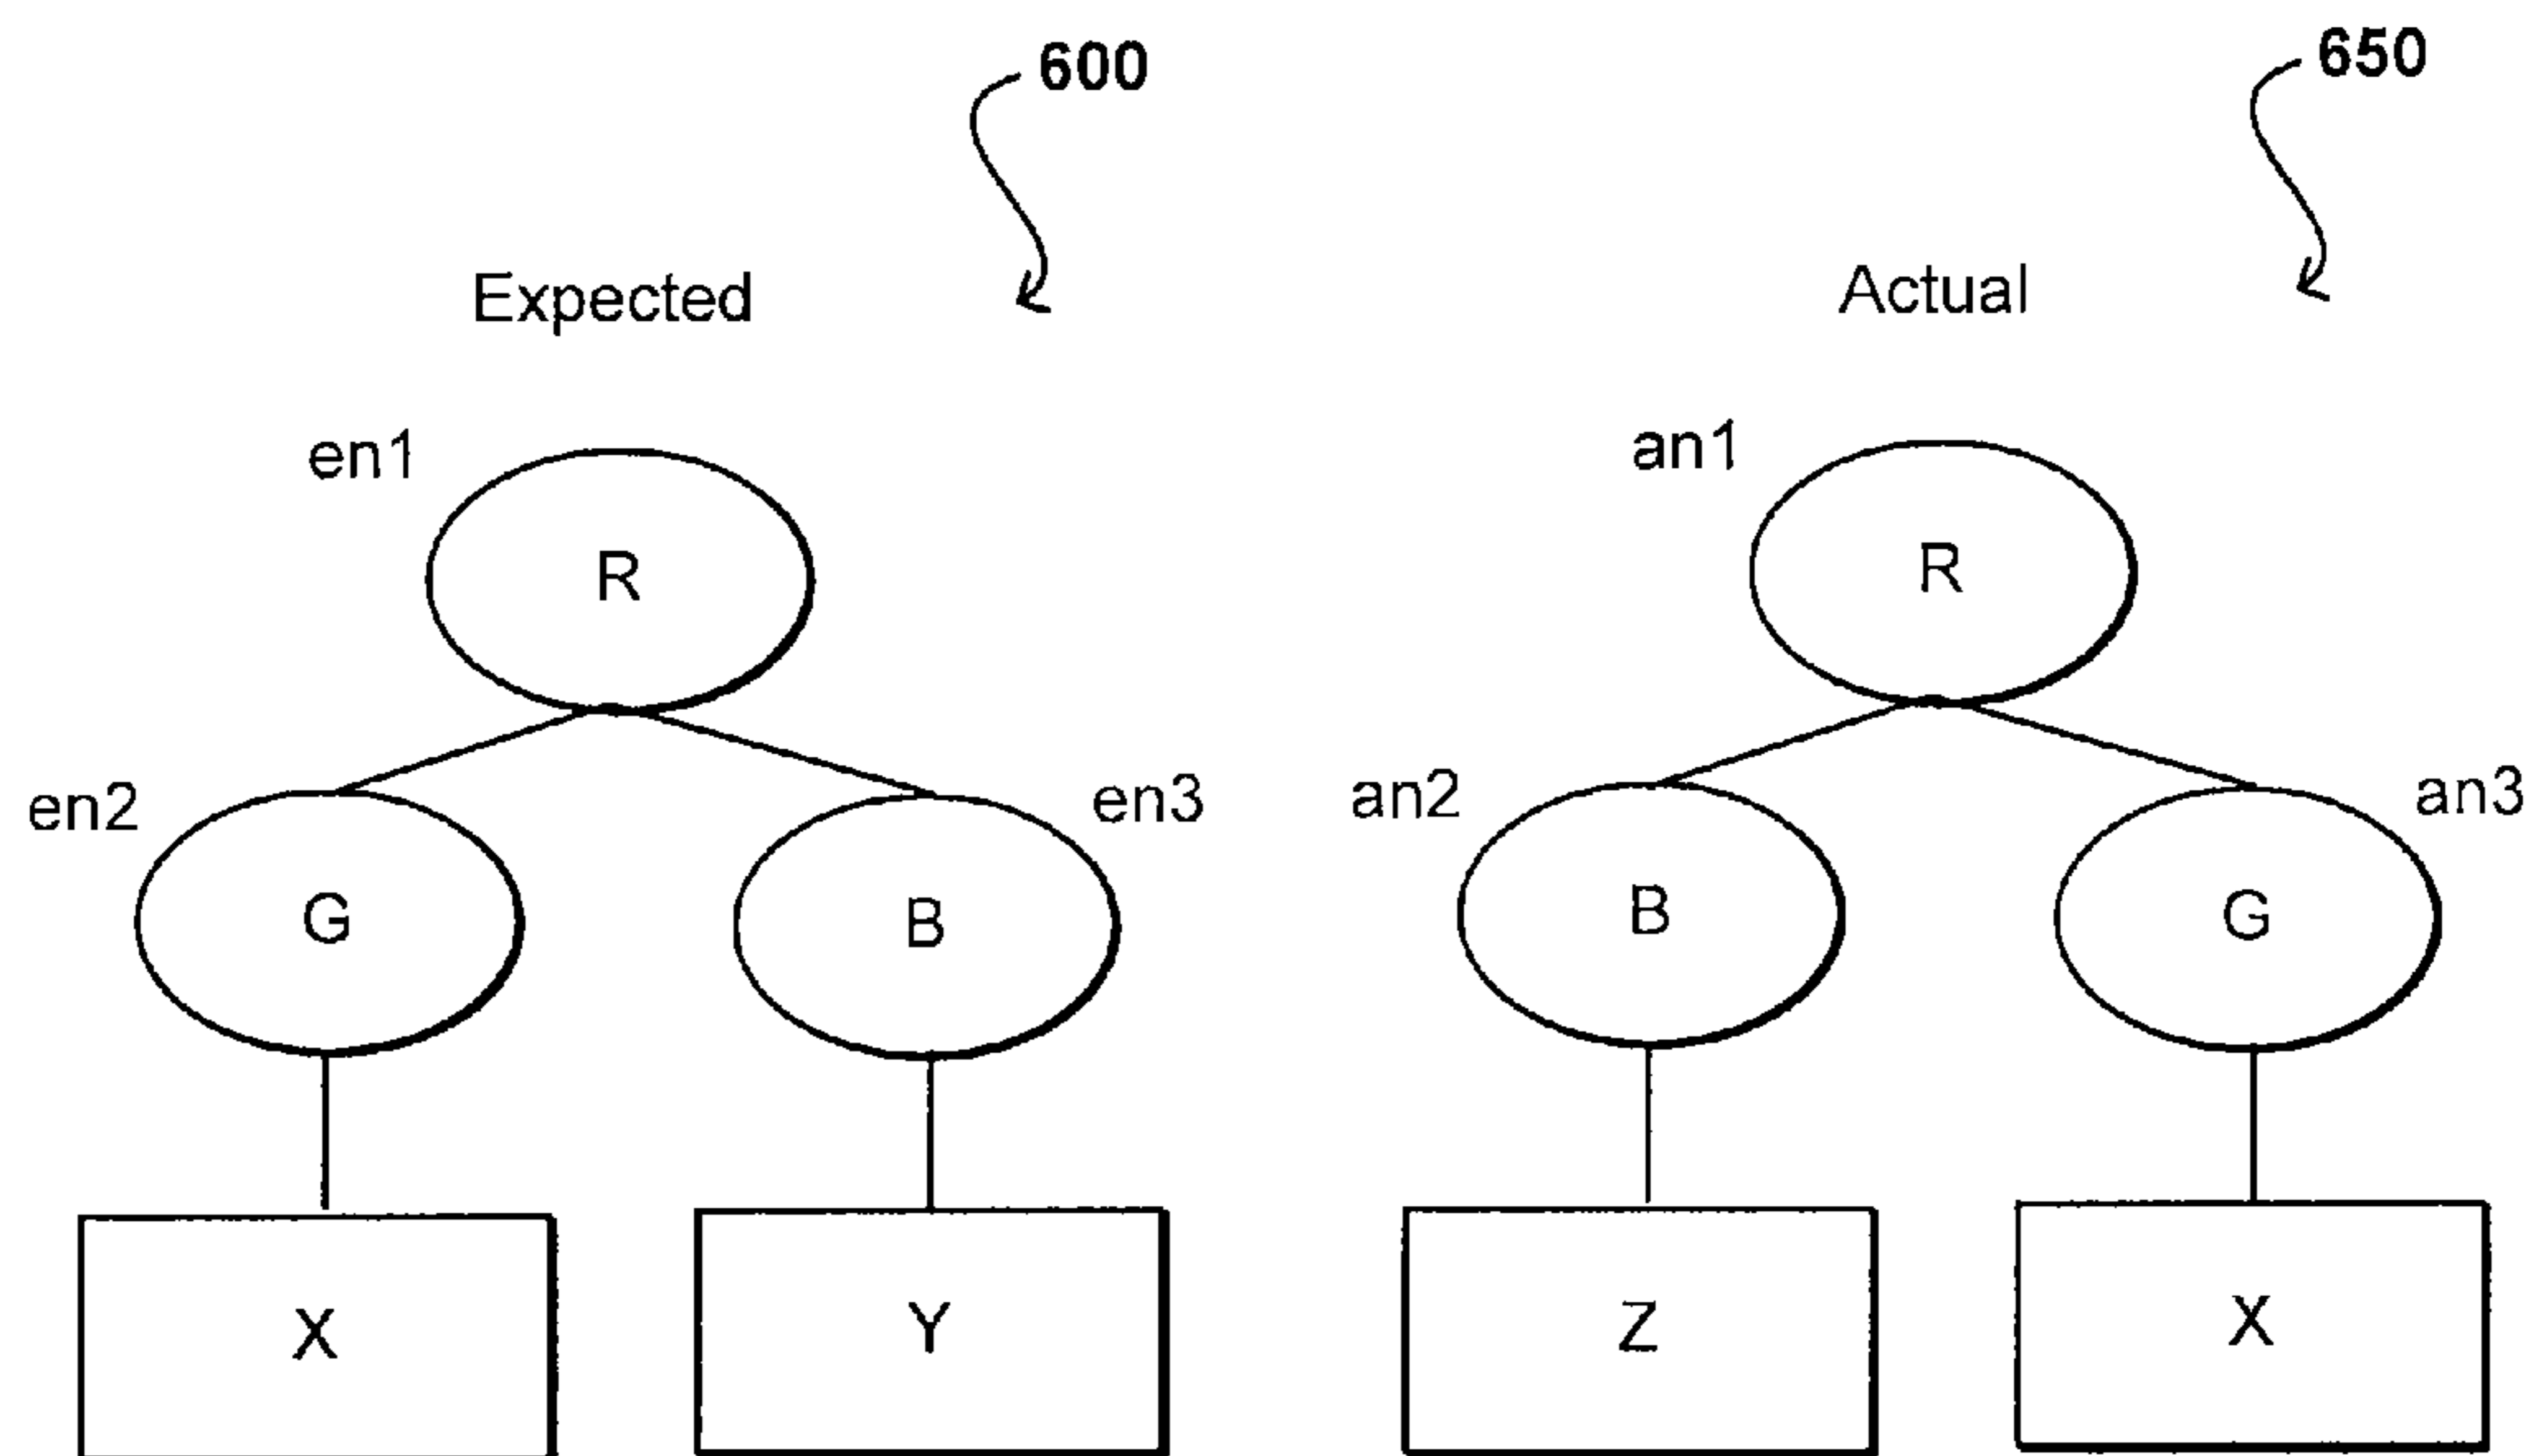 600
650
Expected
Actual
en1
R
an1
R
en2
G
en3
B
an2
B
an3
G
X
Y
Z
X